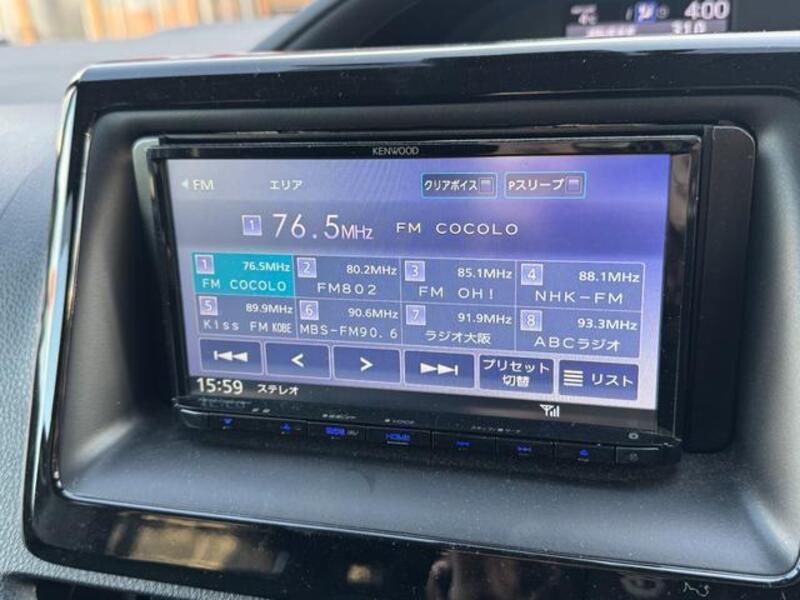 4:00
310
KENWOOD
FM エリア クリアボイス Pスリープ
1 76.5MHz FM COCOLO
1 76.5MHz 2 80.2MHz 3 85.1MHz 4 88.1MHz
FM COCOLO FM802 FM OH! NHK-FM
5 89.9MHz 6 90.6MHz 7 91.9MHz 8 93.3MHz
Kiss FM KOBE MBS-FM90.6 ラジオ大阪 ABCラジオ
プリセット
切替 リスト
15:59 ステレオ
HOME